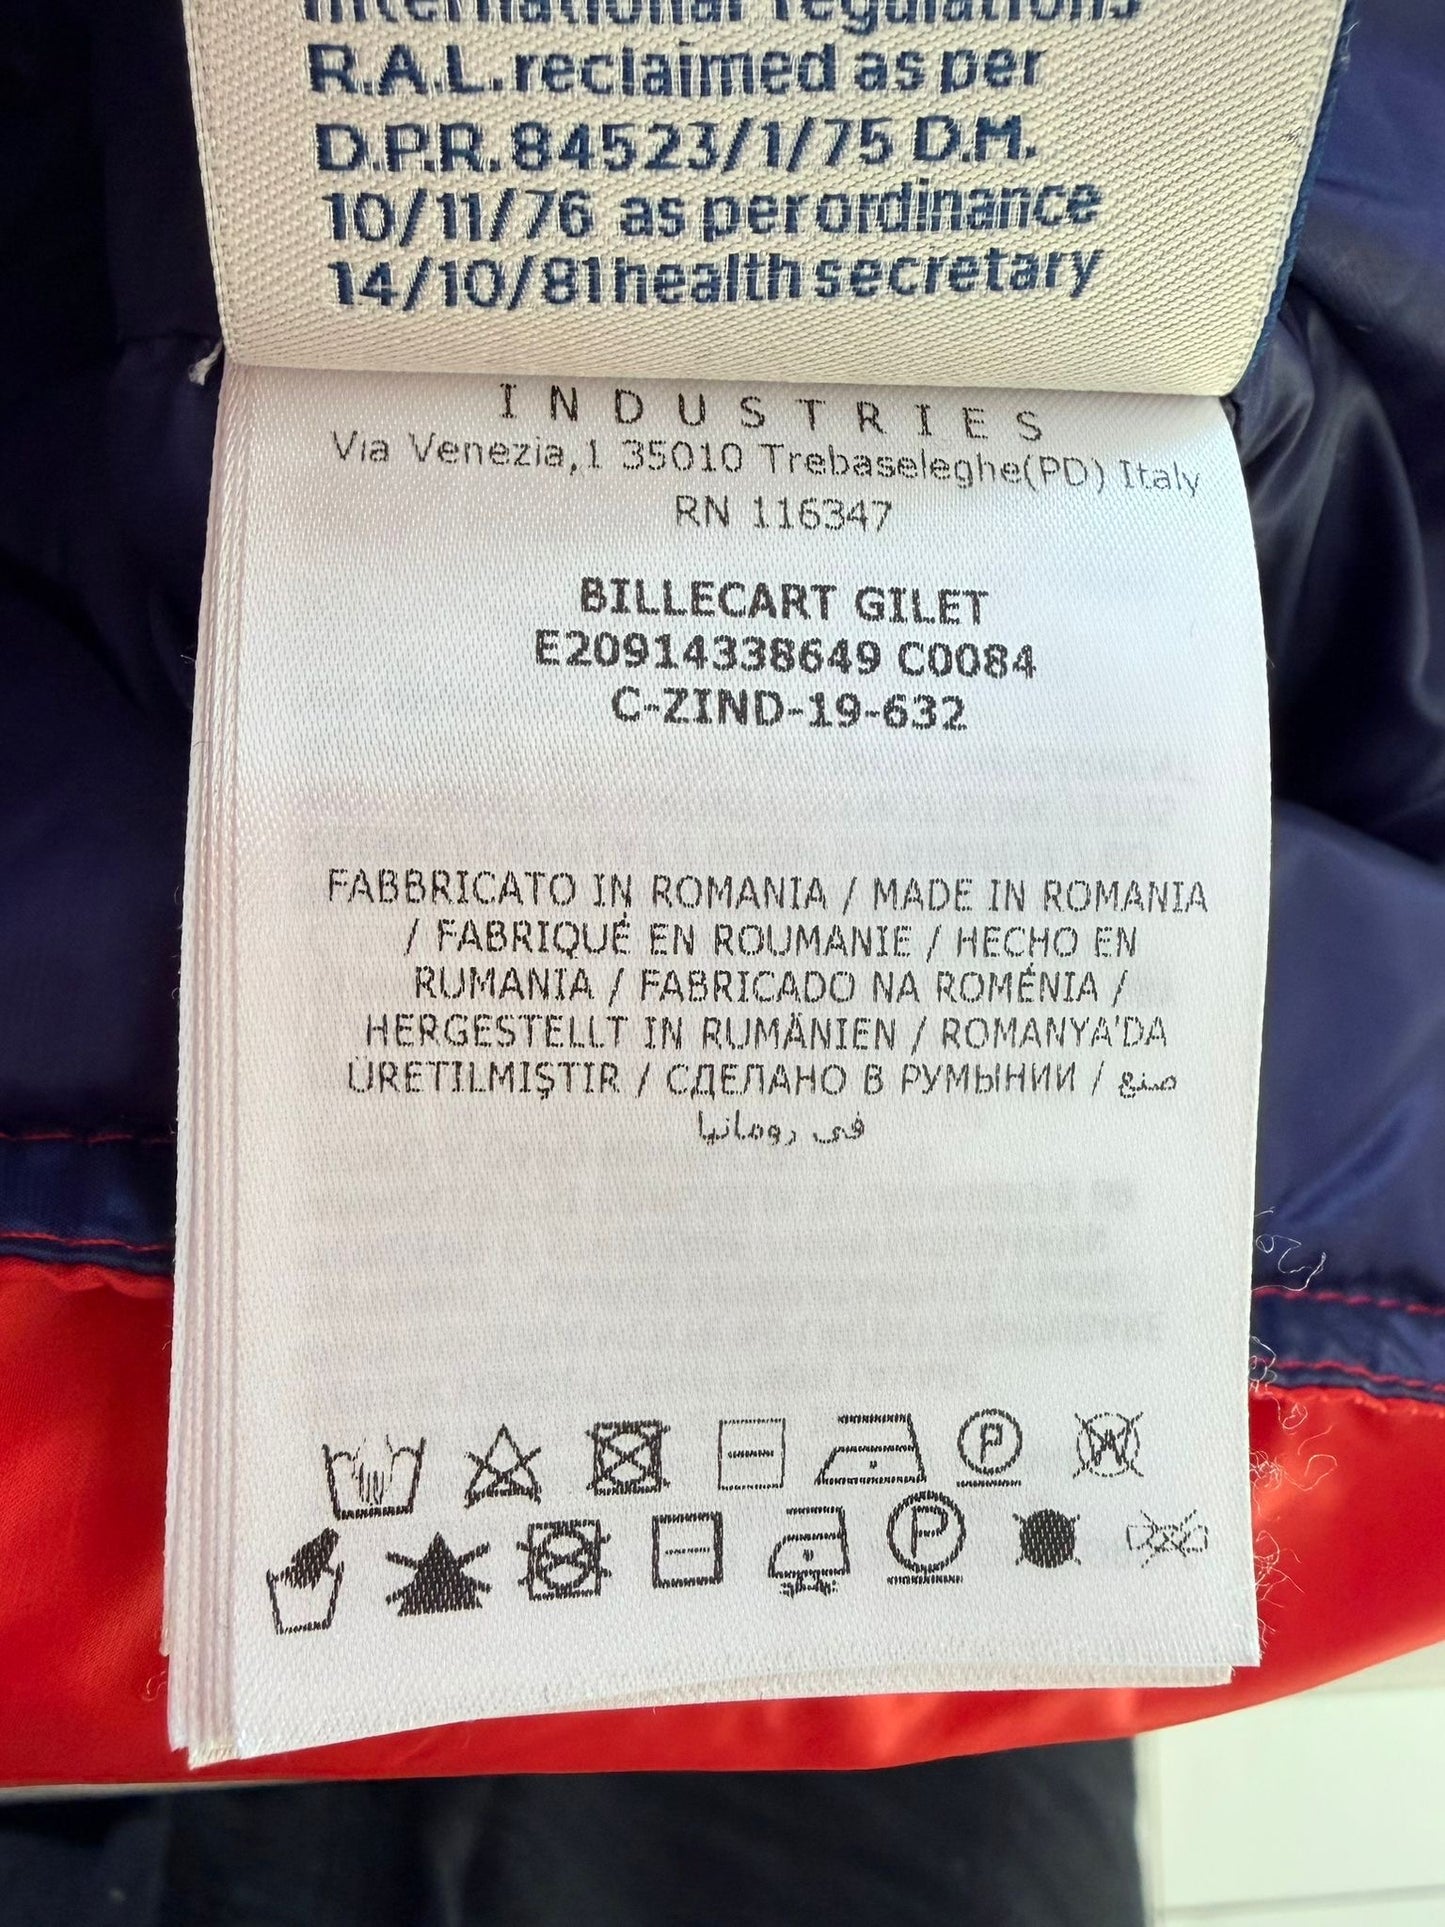 international regulations
R.A.L. reclaimed as per
D.P.R. 84523/1/75 D.M.
10/11/76 as per ordinance
14/10/81 health secretary
INDUSTRIES
Via Venezia,1 35010 Trebaseleghe(PD) Italy
RN 116347
BILLECART GILET
E20914338649 C0084
C-ZIND-19-632
FABBRICATO IN ROMANIA / MADE IN ROMANIA
/ FABRIQUÉ EN ROUMANIE / HECHO EN
RUMANIA / FABRICADO NA ROMÉNIA /
HERGESTELLT IN RUMÄNIEN / ROMANYA'DA
ÜRETILMIŞTIR / СДЕЛАНО В РУМЫНИИ / صنع
في رومانيا
P W
P